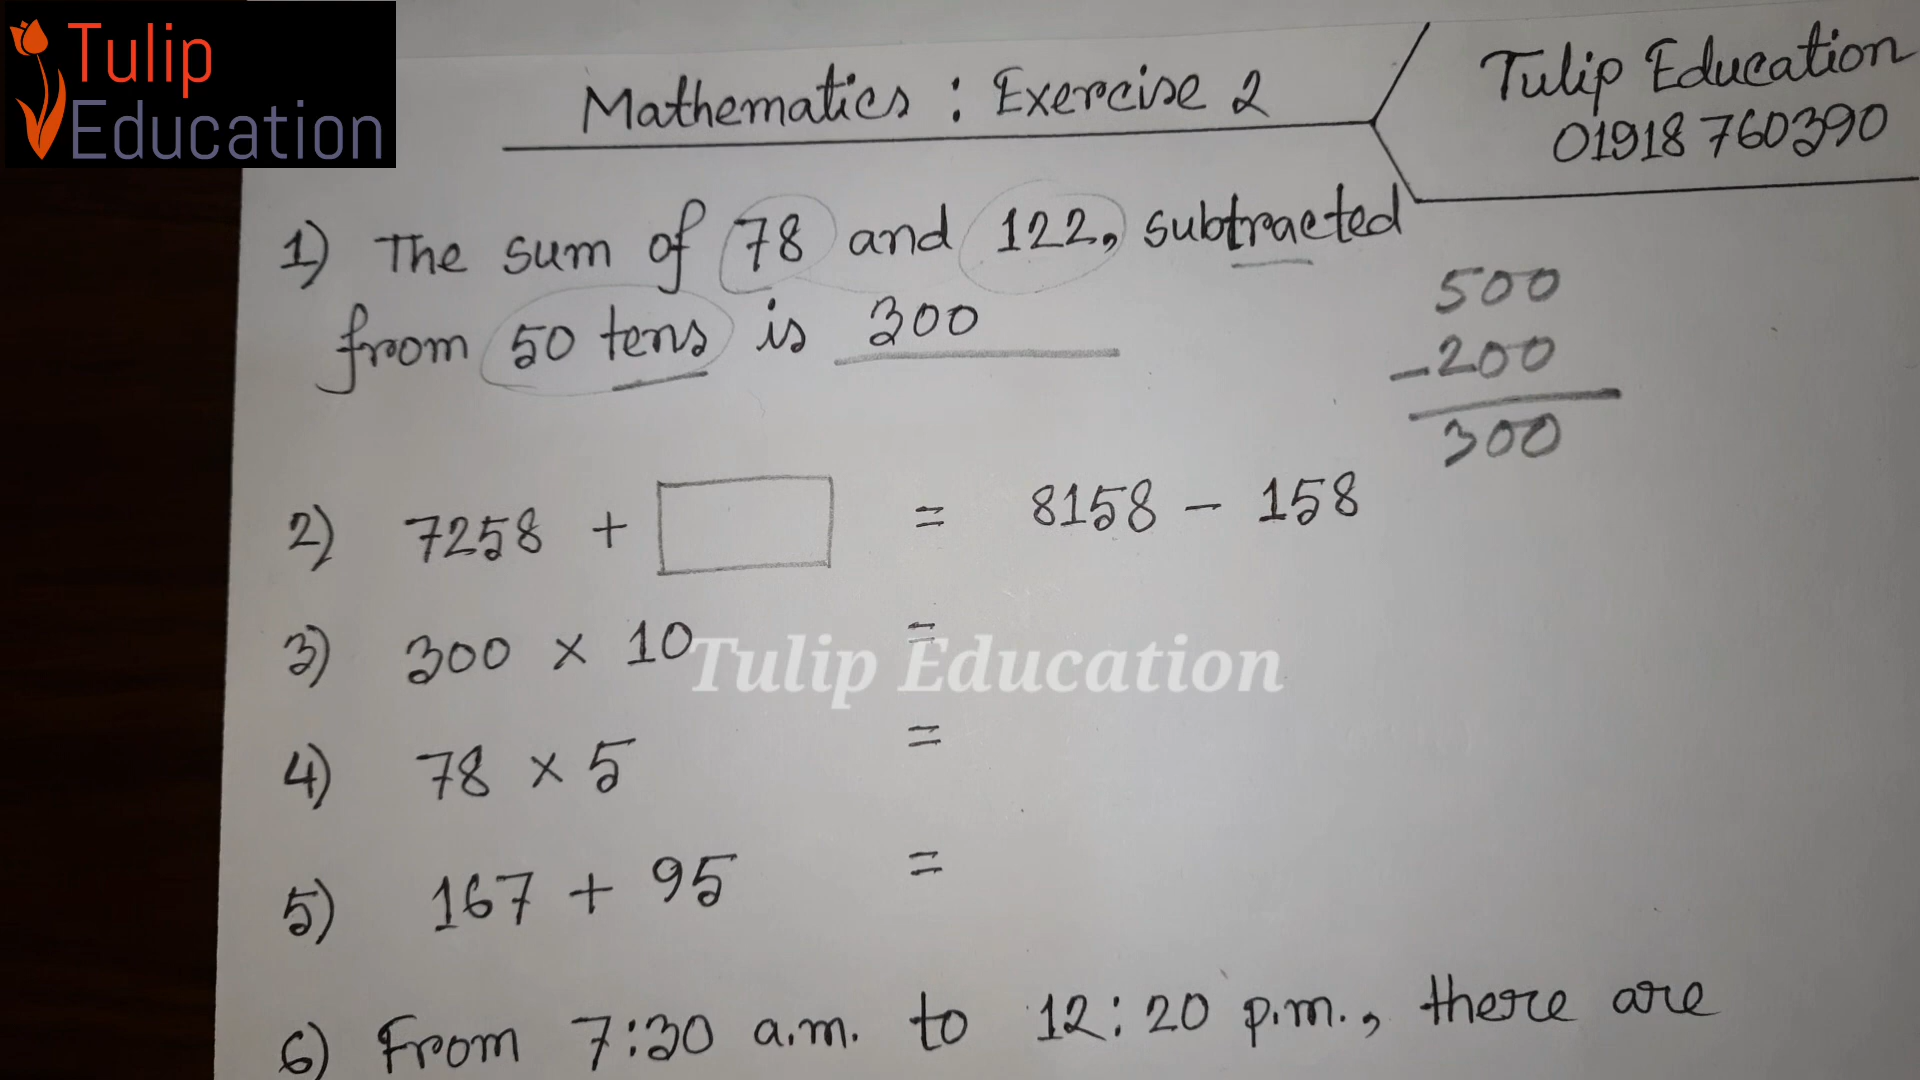 Tulip
Education
Mathematics : Exercise 2
Tulip Education
01918 760390
1) The sum of 78 and 122, subtracted
from 50 tens is 300
500
- 200
300
2) 7258 + = 8158 - 158
3) 300 × 10 =
Tulip Education
4) 78 × 5 =
5) 167 + 95 =
6) From 7:30 a.m. to 12:20 p.m., there are